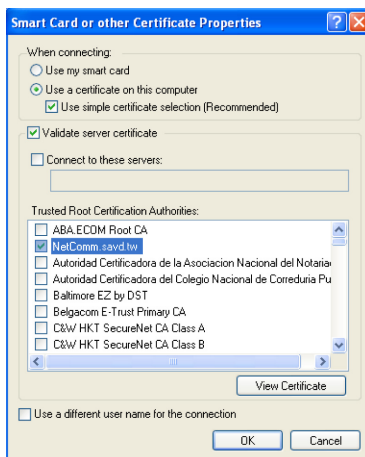 Smart Card or other Certificate Properties
When connecting:
Use my smart card
Use a certificate on this computer
Use simple certificate selection (Recommended)
Validate server certificate
Connect to these servers:
Trusted Root Certification Authorities:
ABA.ECOM Root CA
NetComm.savd.tw
Autoridad Certificadora de la Asociacion Nacional del Notaria
Autoridad Certificadora del Colegio Nacional de Correduria Pu
Baltimore EZ by DST
Belgacom E-Trust Primary CA
C&W HKT SecureNet CA Class A
C&W HKT SecureNet CA Class B
View Certificate
Use a different user name for the connection
OK
Cancel